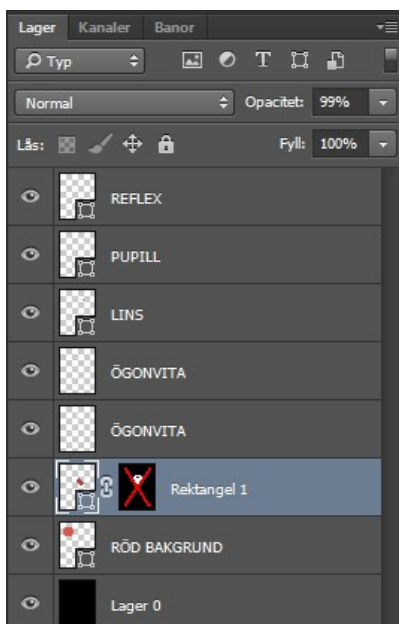 Lager Kanaler Banor
Typ T
Normal Opacitet: 99%
Lås: Fyll: 100%
REFLEX
PUPILL
LINS
ÖGONVITA
ÖGONVITA
Rektangel 1
RÖD BAKGRUND
Lager 0